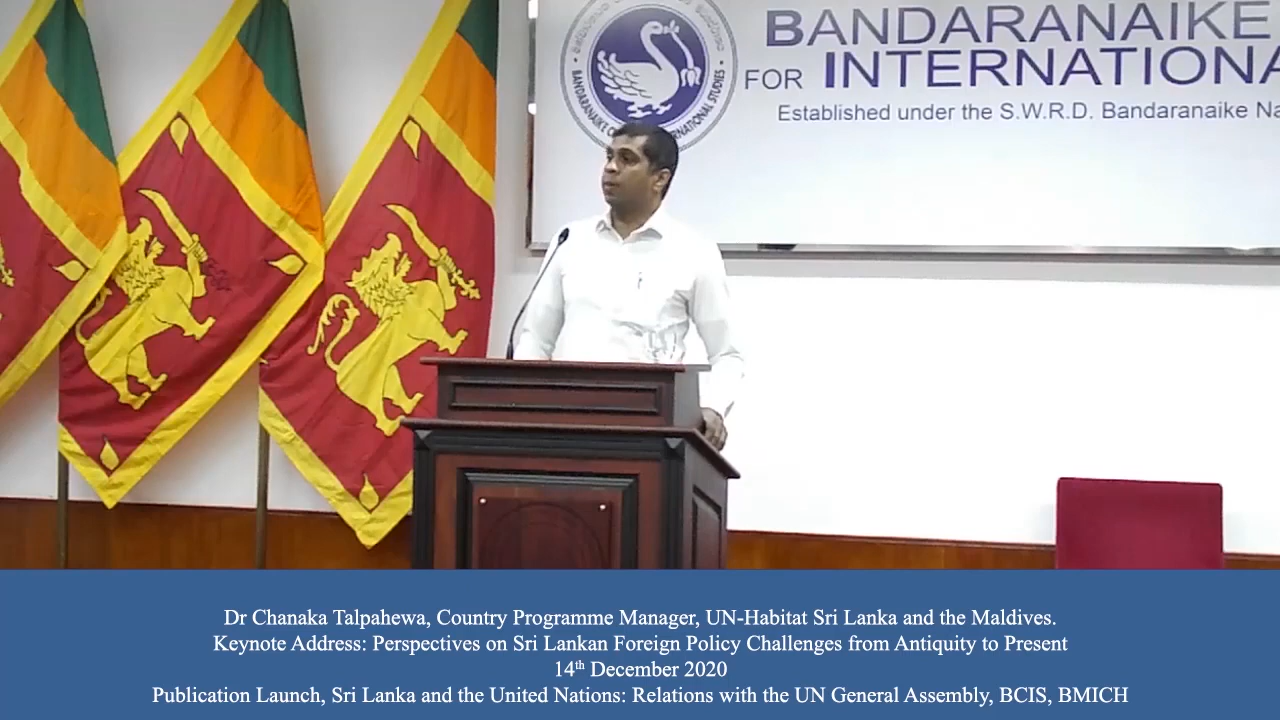 BANDARANAIKE
FOR INTERNATIONA
Established under the S.W.R.D. Bandaranaike Na
Dr Chanaka Talpahewa, Country Programme Manager, UN-Habitat Sri Lanka and the Maldives.
Keynote Address: Perspectives on Sri Lankan Foreign Policy Challenges from Antiquity to Present
14th December 2020
Publication Launch, Sri Lanka and the United Nations: Relations with the UN General Assembly, BCIS, BMICH